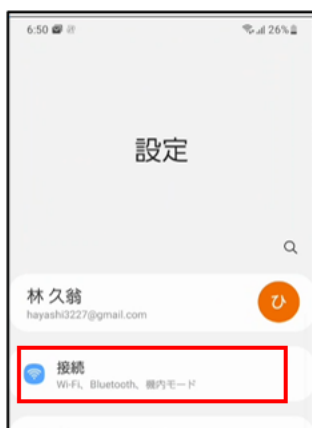 6:50 26%
設定
林 久翁
ひ
hayashi3227@gmail.com
接続
Wi-Fi、Bluetooth、機内モード